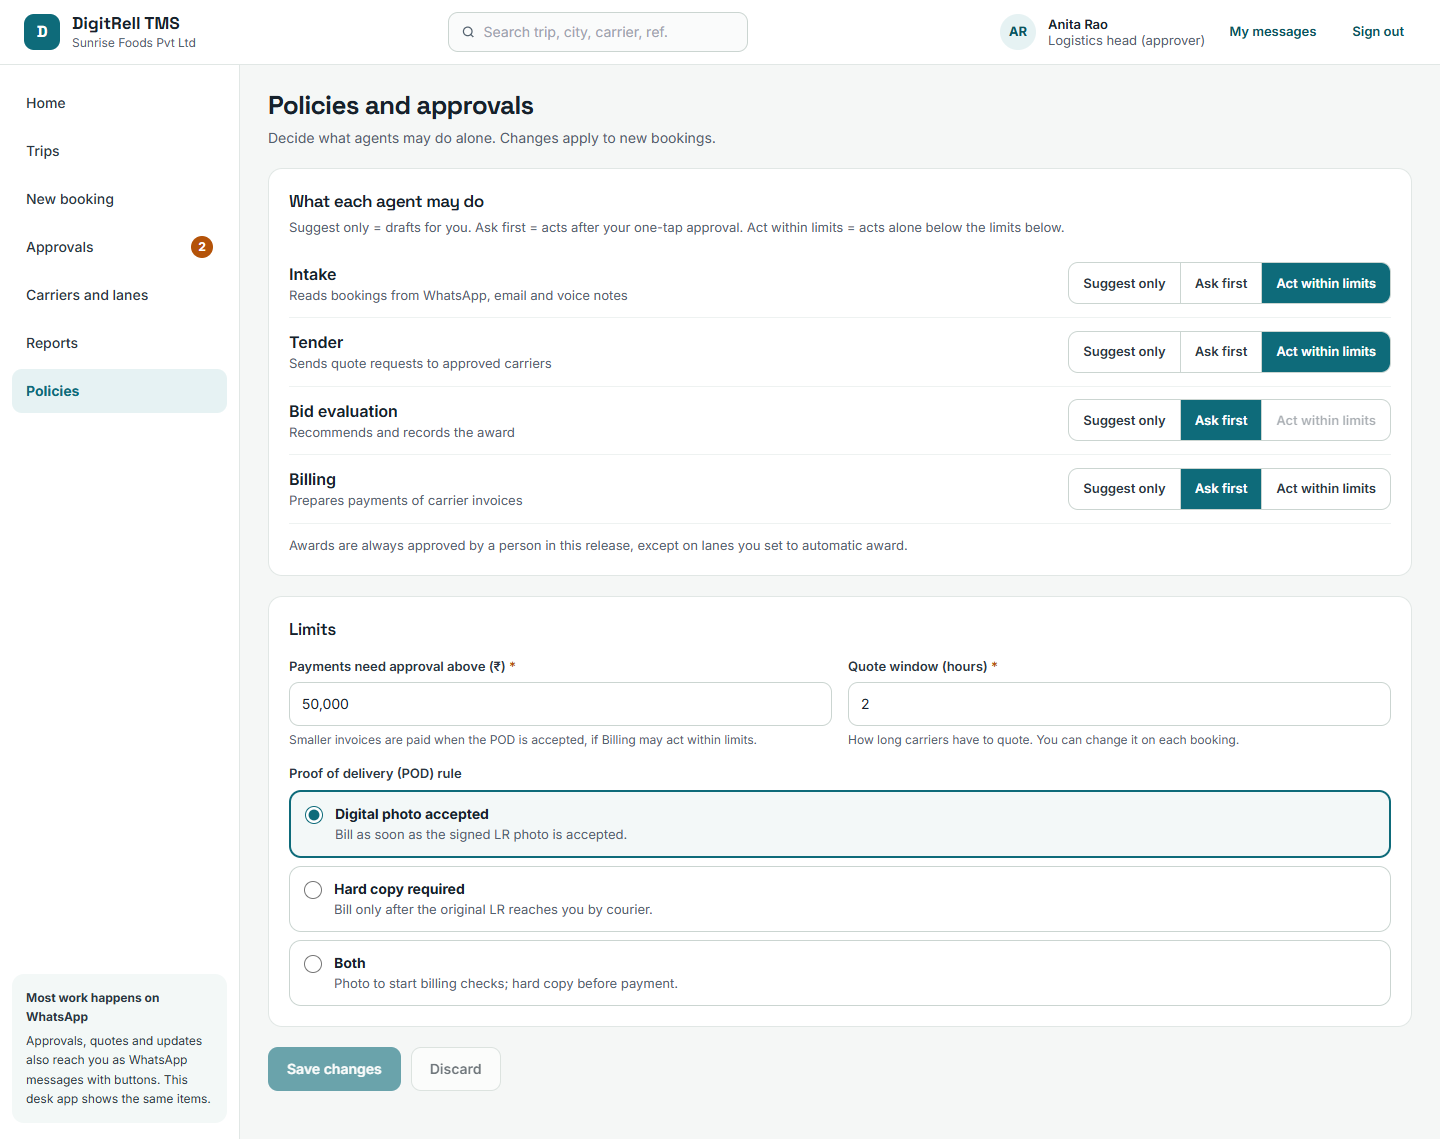 D
DigitRell TMS
Sunrise Foods Pvt Ltd
Search trip, city, carrier, ref.
AR
Anita Rao
Logistics head (approver)
My messages
Sign out
Home
Trips
New booking
Approvals
2
Carriers and lanes
Reports
Policies
Most work happens on
WhatsApp
Approvals, quotes and updates
also reach you as WhatsApp
messages with buttons. This
desk app shows the same items.
Policies and approvals
Decide what agents may do alone. Changes apply to new bookings.
What each agent may do
Suggest only = drafts for you. Ask first = acts after your one-tap approval. Act within limits = acts alone below the limits below.
Intake
Reads bookings from WhatsApp, email and voice notes
Suggest only
Ask first
Act within limits
Tender
Sends quote requests to approved carriers
Suggest only
Ask first
Act within limits
Bid evaluation
Recommends and records the award
Suggest only
Ask first
Act within limits
Billing
Prepares payments of carrier invoices
Suggest only
Ask first
Act within limits
Awards are always approved by a person in this release, except on lanes you set to automatic award.
Limits
Payments need approval above (₹) *
50,000
Smaller invoices are paid when the POD is accepted, if Billing may act within limits.
Quote window (hours) *
2
How long carriers have to quote. You can change it on each booking.
Proof of delivery (POD) rule
Digital photo accepted
Bill as soon as the signed LR photo is accepted.
Hard copy required
Bill only after the original LR reaches you by courier.
Both
Photo to start billing checks; hard copy before payment.
Save changes
Discard